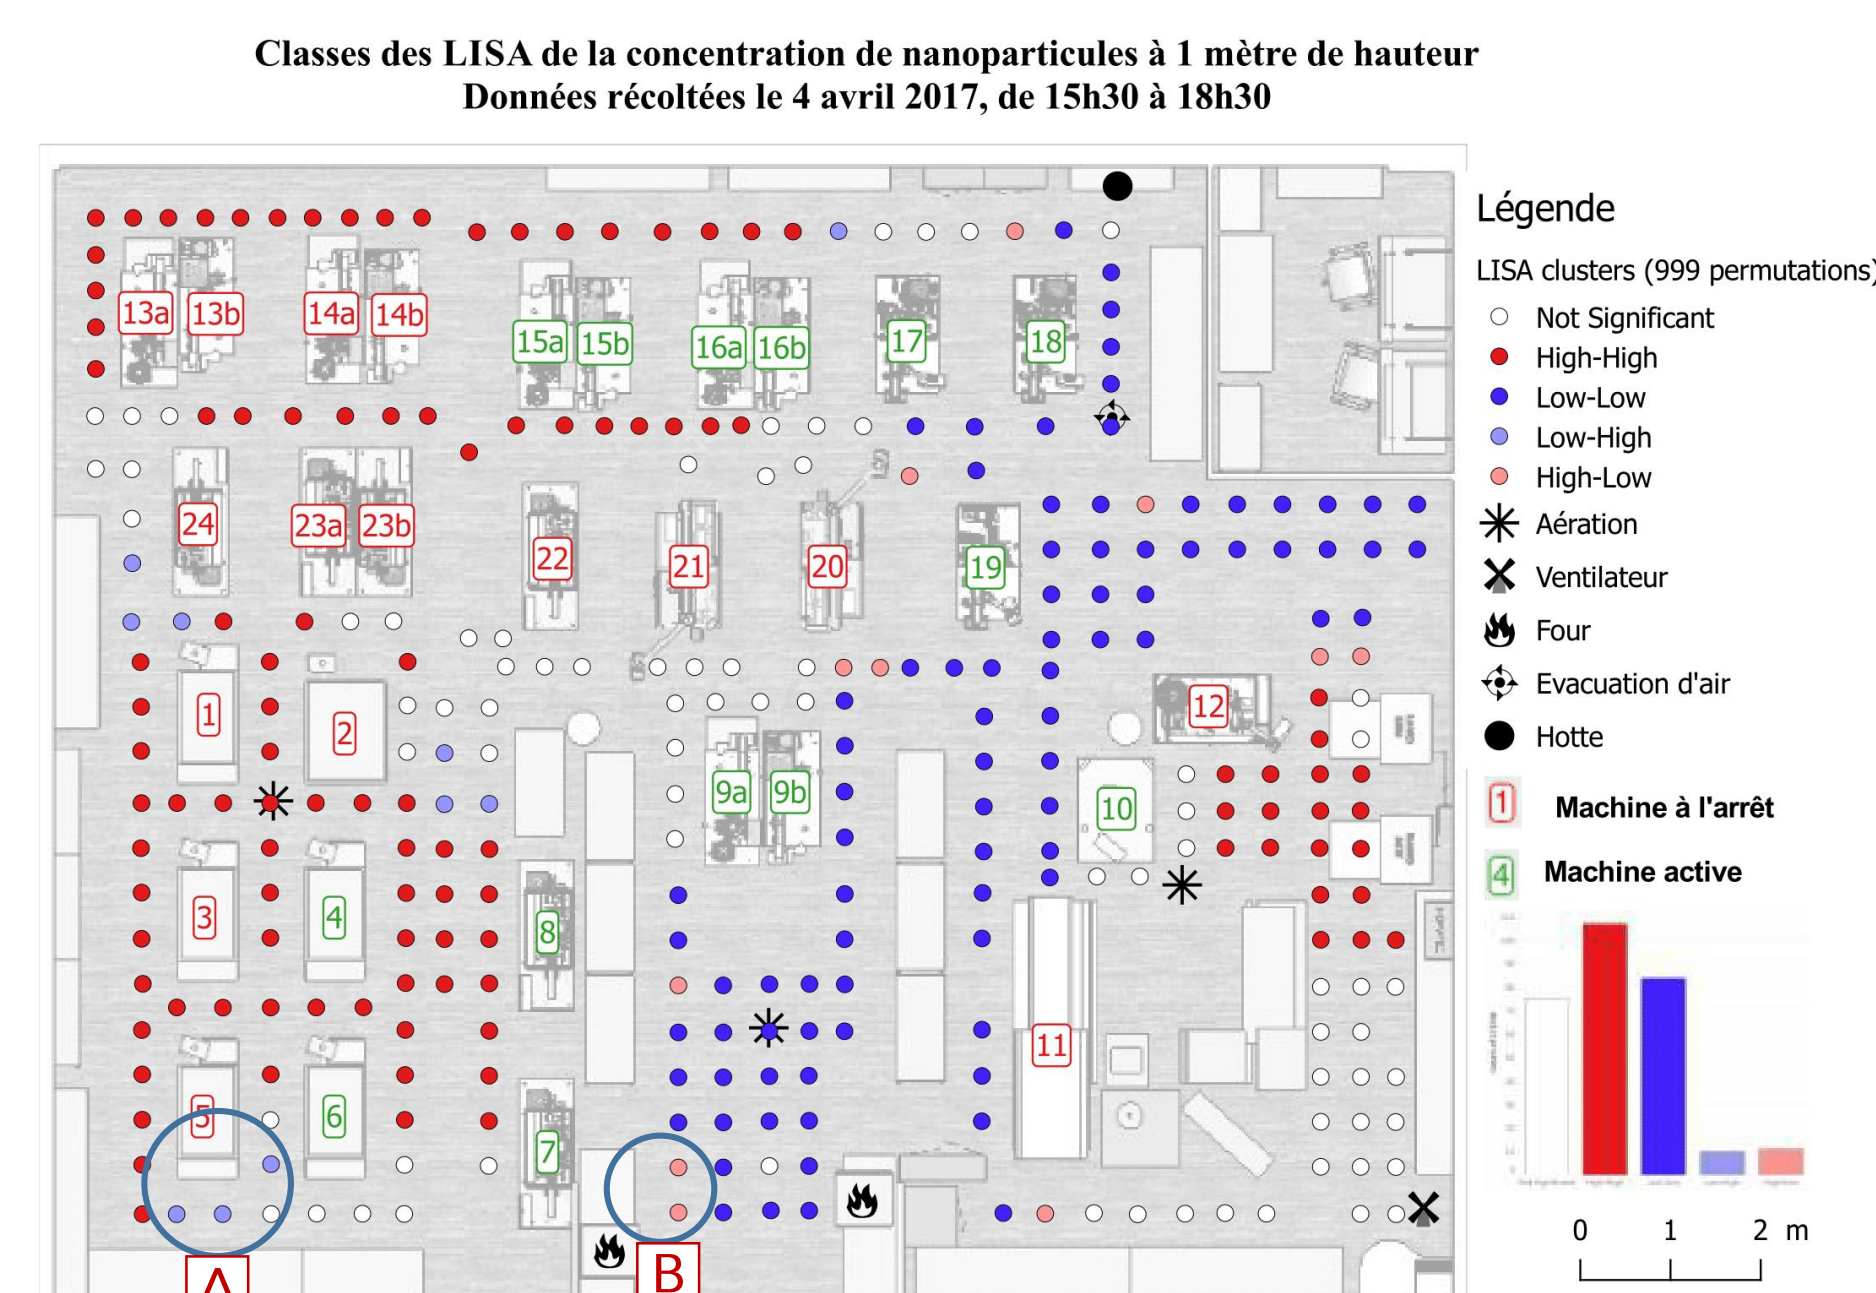 Classes des LISA de la concentration de nanoparticules à 1 mètre de hauteur
Données récoltées le 4 avril 2017, de 15h30 à 18h30
13a 13b 14a 14b
15a 15b 16a 16b 17 18
24 23a 23b 22 21 20 19
1 2 12
9a 9b 10
3 4 8
11
5 6 7
A B
Légende
LISA clusters (999 permutations)
Not Significant
High-High
Low-Low
Low-High
High-Low
Aération
Ventilateur
Four
Evacuation d'air
Hotte
1 Machine à l'arrêt
4 Machine active
0 1 2 m